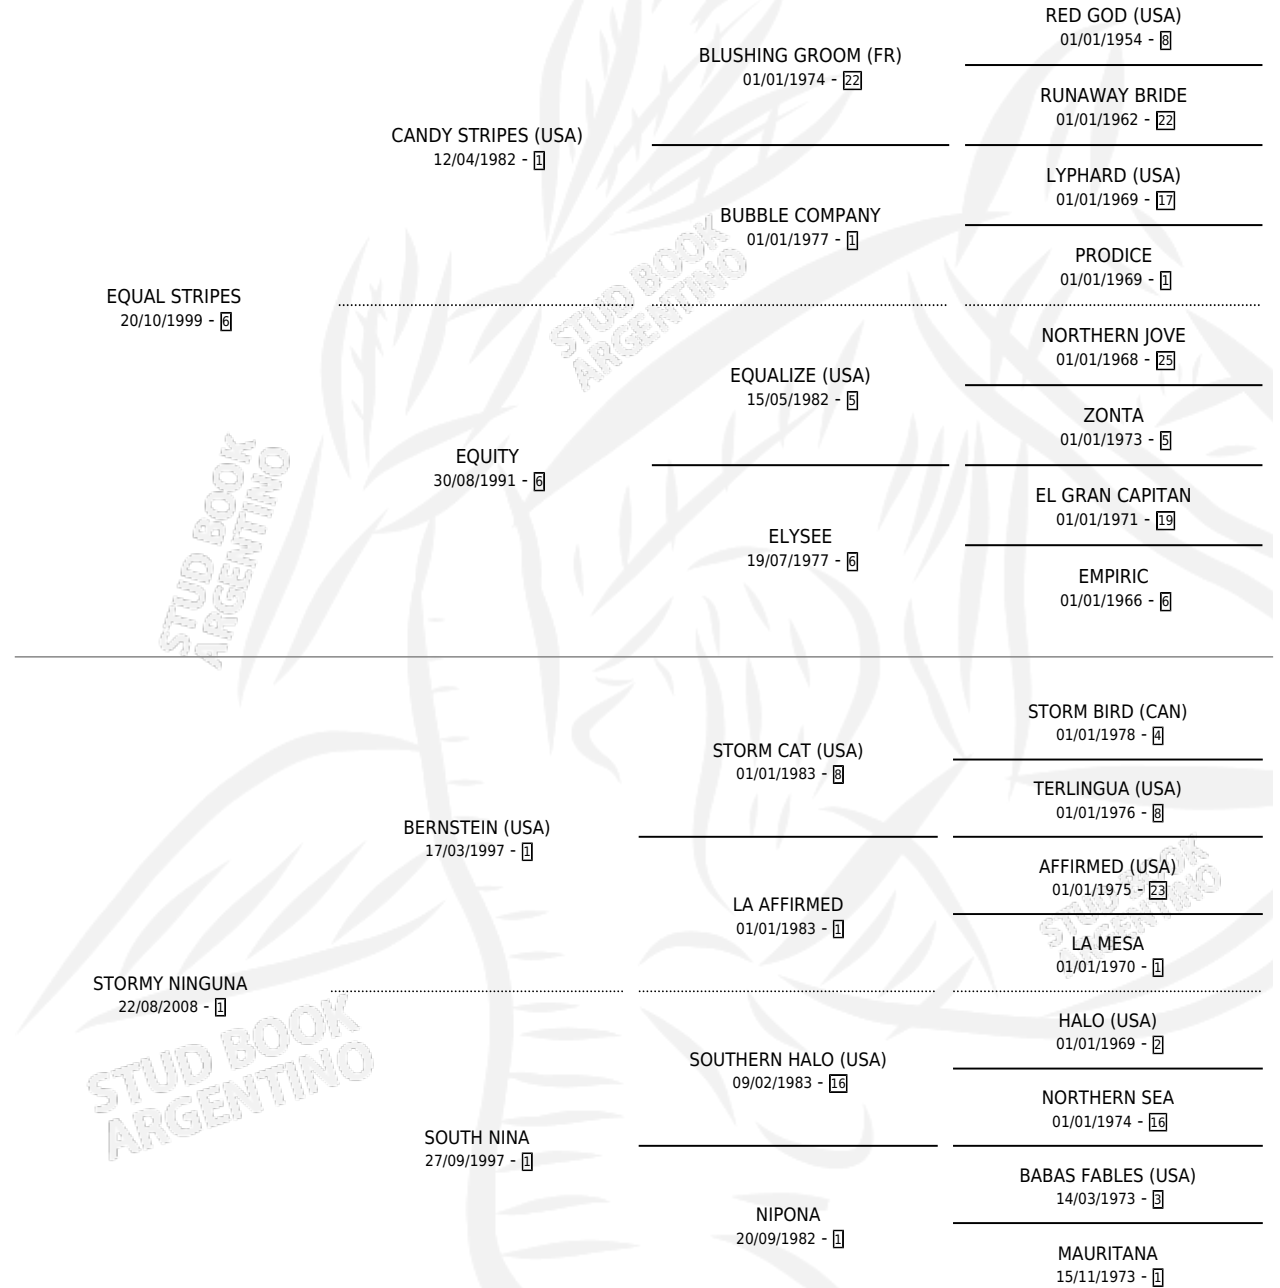 RED GOD (USA)
01/01/1954 - 8
BLUSHING GROOM (FR)
01/01/1974 - 22
RUNAWAY BRIDE
01/01/1962 - 22
CANDY STRIPES (USA)
12/04/1982 - 1
LYPHARD (USA)
01/01/1969 - 17
BUBBLE COMPANY
01/01/1977 - 1
PRODICE
01/01/1969 - 1
EQUAL STRIPES
20/10/1999 - 6
STUD BOOK
ARGENTINO
NORTHERN JOVE
01/01/1968 - 25
EQUALIZE (USA)
15/05/1982 - 5
ZONTA
01/01/1973 - 5
EQUITY
30/08/1991 - 6
EL GRAN CAPITAN
01/01/1971 - 19
ELYSEE
19/07/1977 - 6
EMPIRIC
01/01/1966 - 6
STUD BOOK
ARGENTINO
STORM BIRD (CAN)
01/01/1978 - 4
STORM CAT (USA)
01/01/1983 - 8
TERLINGUA (USA)
01/01/1976 - 8
BERNSTEIN (USA)
17/03/1997 - 1
AFFIRMED (USA)
01/01/1975 - 23
LA AFFIRMED
01/01/1983 - 1
STUD BOOK
ARGENTINO
LA MESA
01/01/1970 - 1
STORMY NINGUNA
22/08/2008 - 1
HALO (USA)
01/01/1969 - 2
SOUTHERN HALO (USA)
09/02/1983 - 16
NORTHERN SEA
01/01/1974 - 16
STUD BOOK
ARGENTINO
SOUTH NINA
27/09/1997 - 1
BABAS FABLES (USA)
14/03/1973 - 3
NIPONA
20/09/1982 - 1
MAURITANA
15/11/1973 - 1